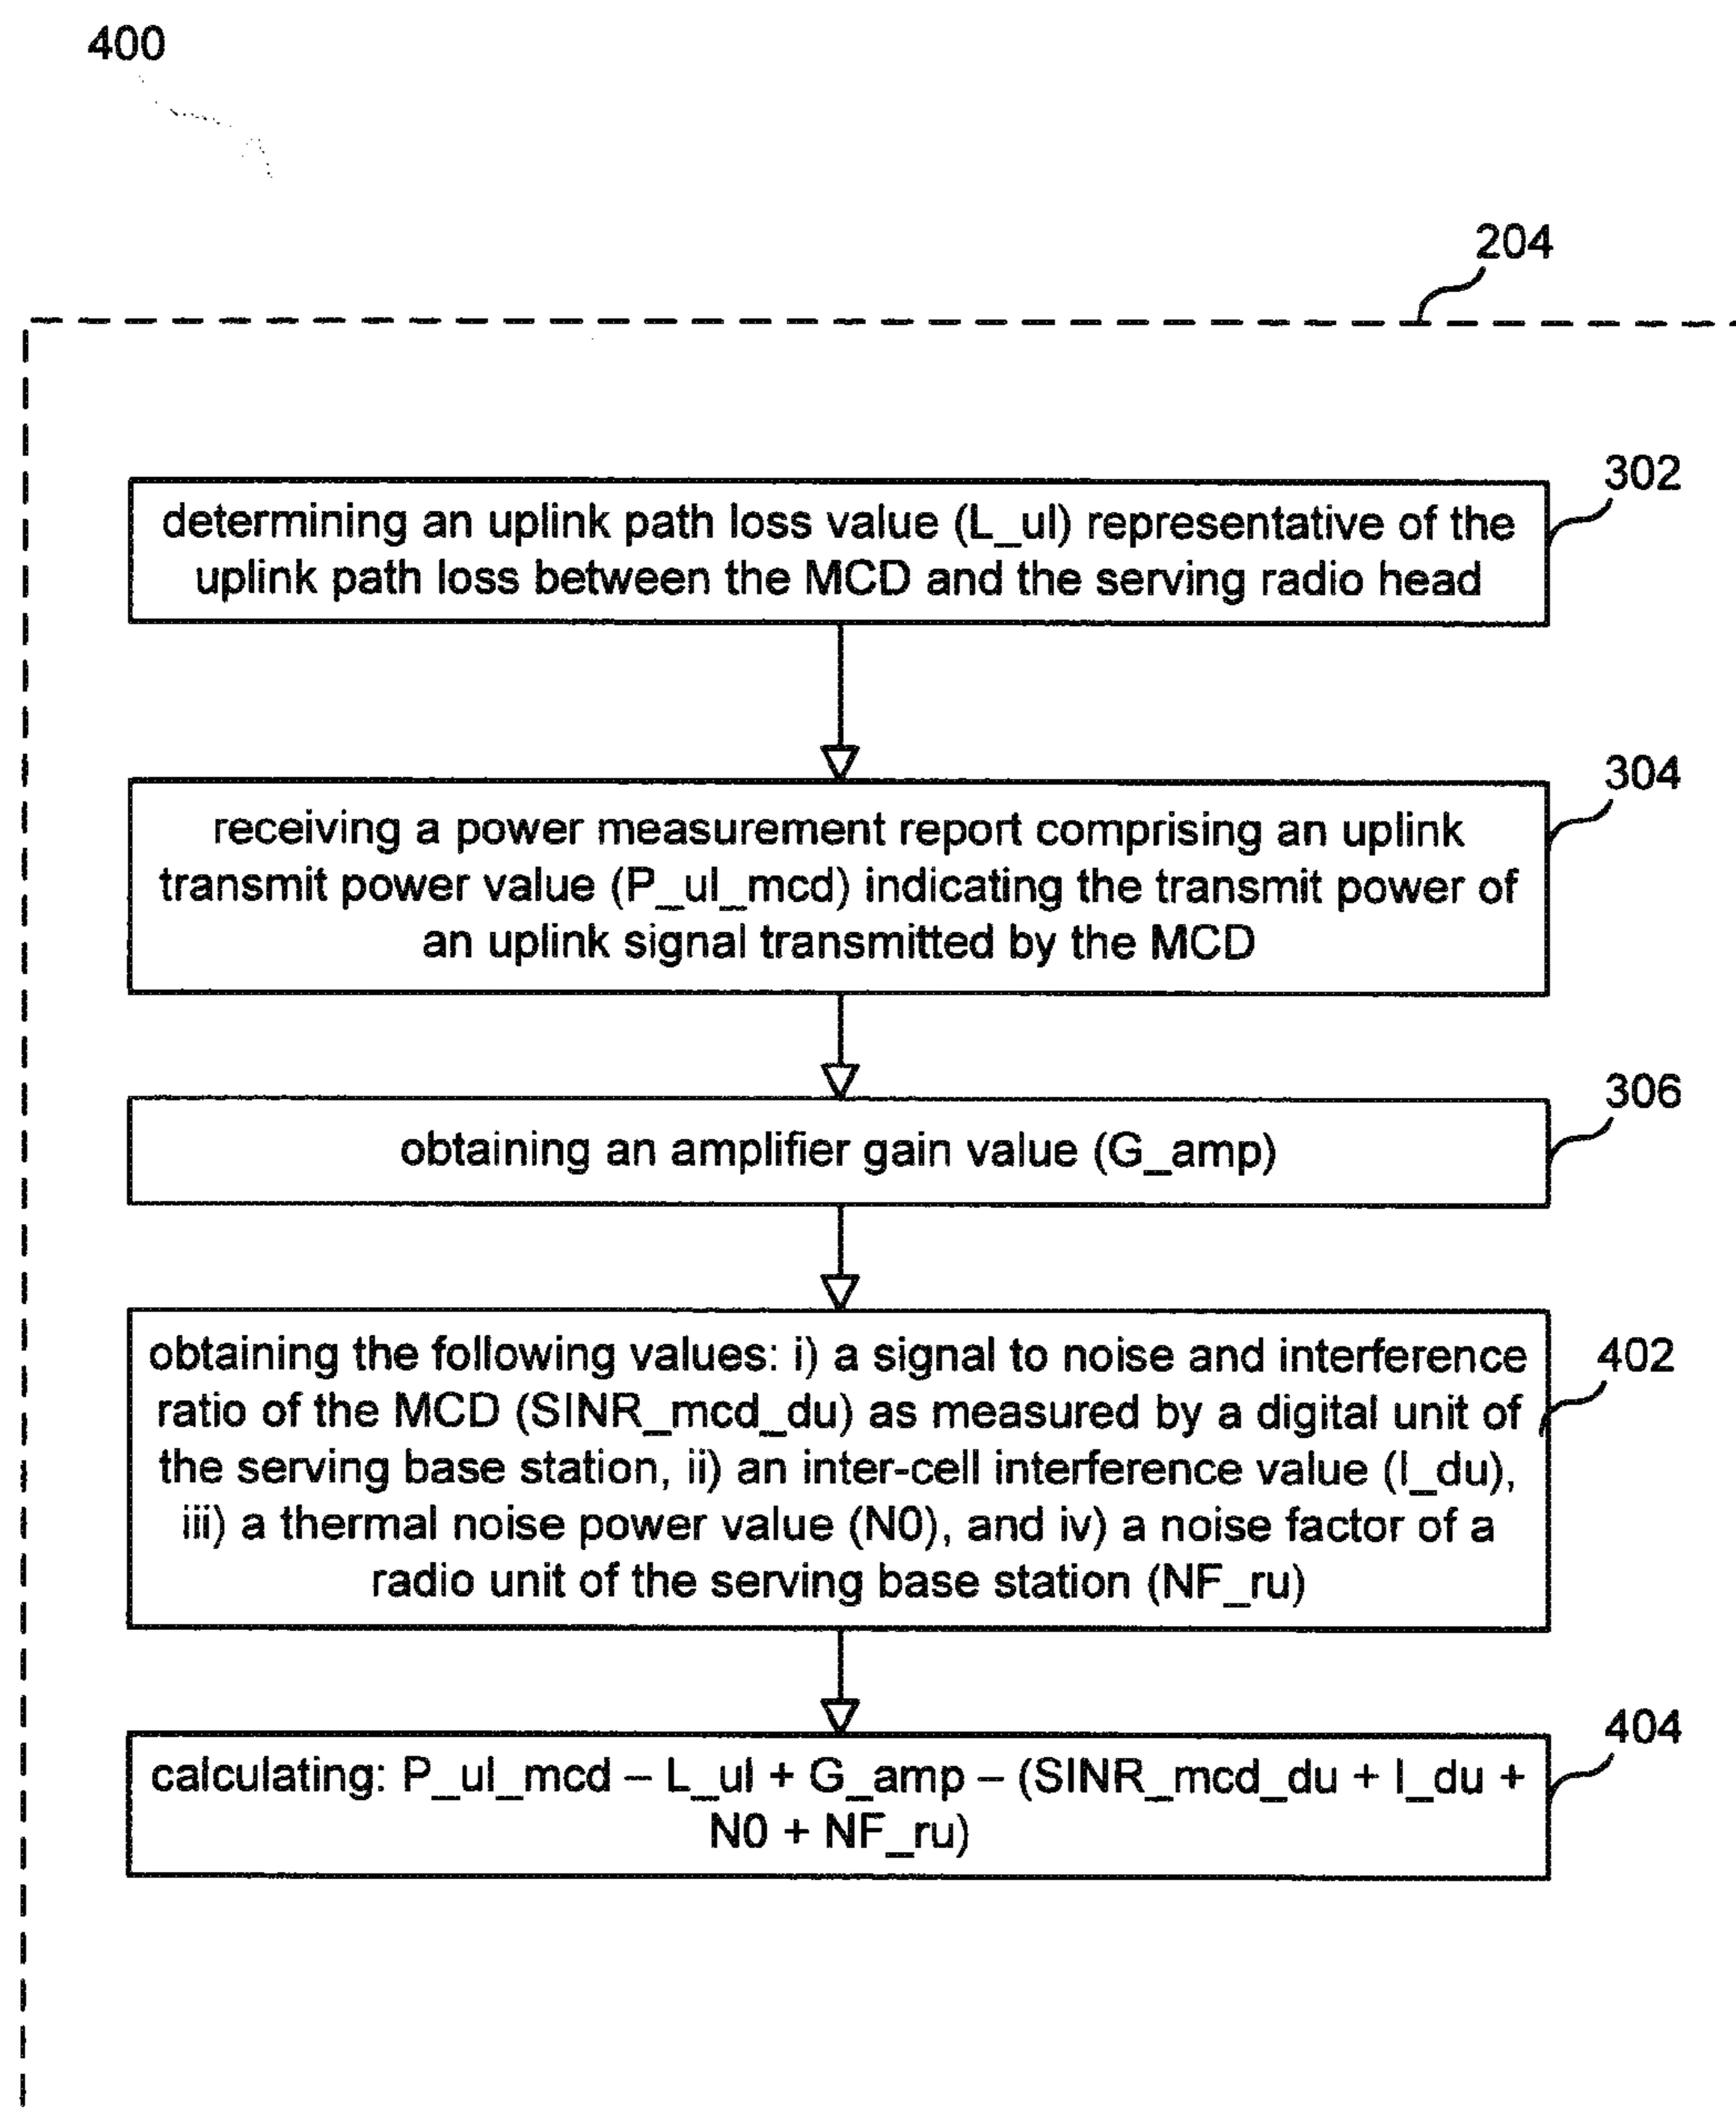 400
204
302
determining an uplink path loss value (L_ul) representative of the
uplink path loss between the MCD and the serving radio head
304
receiving a power measurement report comprising an uplink
transmit power value (P_ul_mcd) indicating the transmit power of
an uplink signal transmitted by the MCD
306
obtaining an amplifier gain value (G_amp)
402
obtaining the following values: i) a signal to noise and interference
ratio of the MCD (SINR_mcd_du) as measured by a digital unit of
the serving base station, ii) an inter-cell interference value (I_du),
iii) a thermal noise power value (N0), and iv) a noise factor of a
radio unit of the serving base station (NF_ru)
404
calculating: P_ul_mcd – L_ul + G_amp – (SINR_mcd_du + I_du +
N0 + NF_ru)